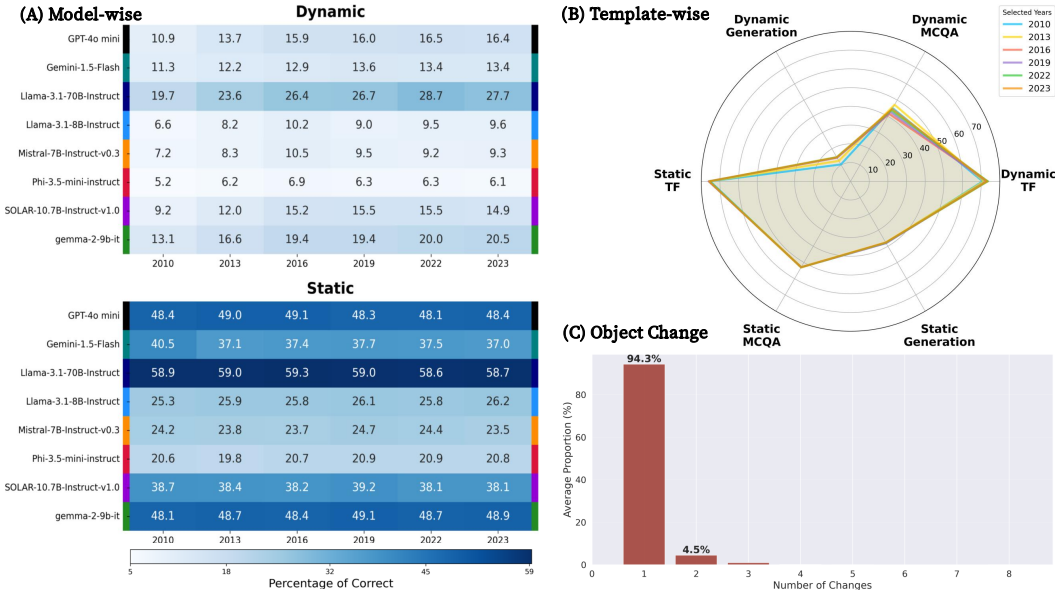 (A) Model-wise
Dynamic
GPT-4o mini 10.9 13.7 15.9 16.0 16.5 16.4
Gemini-1.5-Flash 11.3 12.2 12.9 13.6 13.4 13.4
Llama-3.1-70B-Instruct 19.7 23.6 26.4 26.7 28.7 27.7
Llama-3.1-8B-Instruct 6.6 8.2 10.2 9.0 9.5 9.6
Mistral-7B-Instruct-v0.3 7.2 8.3 10.5 9.5 9.2 9.3
Phi-3.5-mini-instruct 5.2 6.2 6.9 6.3 6.3 6.1
SOLAR-10.7B-Instruct-v1.0 9.2 12.0 15.2 15.5 15.5 14.9
gemma-2-9b-it 13.1 16.6 19.4 19.4 20.0 20.5
2010 2013 2016 2019 2022 2023
Static
GPT-4o mini 48.4 49.0 49.1 48.3 48.1 48.4
Gemini-1.5-Flash 40.5 37.1 37.4 37.7 37.5 37.0
Llama-3.1-70B-Instruct 58.9 59.0 59.3 59.0 58.6 58.7
Llama-3.1-8B-Instruct 25.3 25.9 25.8 26.1 25.8 26.2
Mistral-7B-Instruct-v0.3 24.2 23.8 23.7 24.7 24.4 23.5
Phi-3.5-mini-instruct 20.6 19.8 20.7 20.9 20.9 20.8
SOLAR-10.7B-Instruct-v1.0 38.7 38.4 38.2 39.2 38.1 38.1
gemma-2-9b-it 48.1 48.7 48.4 49.1 48.7 48.9
2010 2013 2016 2019 2022 2023
5 18 32 45 59
Percentage of Correct
(B) Template-wise
Dynamic
Generation
Dynamic
MCQA
Selected Years
2010
2013
2016
2019
2022
2023
10 20 30 40 50 60 70
Static
TF
Dynamic
TF
Static
MCQA
Static
Generation
(C) Object Change
94.3%
4.5%
Average Proportion (%)
80
60
40
20
0
0 1 2 3 4 5 6 7 8
Number of Changes